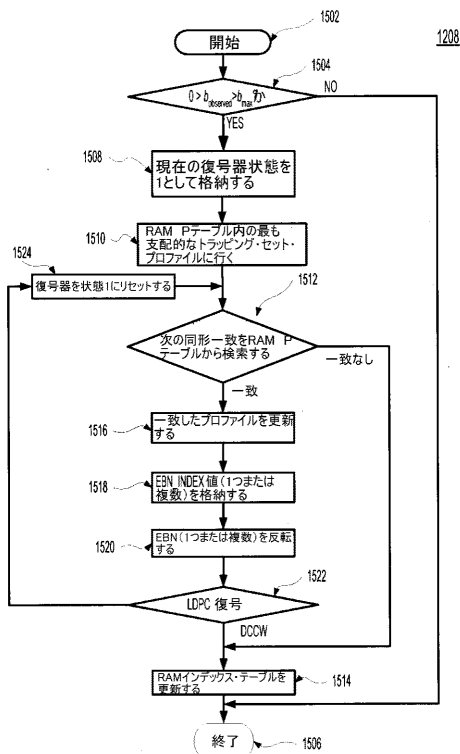 1502
開始
1208
1504
0 > b_observed > b_max か
NO
YES
1508
現在の復号器状態を
1として格納する
1510
RAM Pテーブル内の最も
支配的なトラッピング・セット・
プロファイルに行く
1524
復号器を状態1にリセットする
1512
次の同形一致をRAM P
テーブルから検索する
一致なし
一致
1516
一致したプロファイルを更新
する
1518
EBN INDEX値(1つまたは
複数)を格納する
1520
EBN(1つまたは複数)を反転
する
1522
LDPC 復号
DCCW
RAMインデックス・テーブルを
更新する
1514
終了
1506